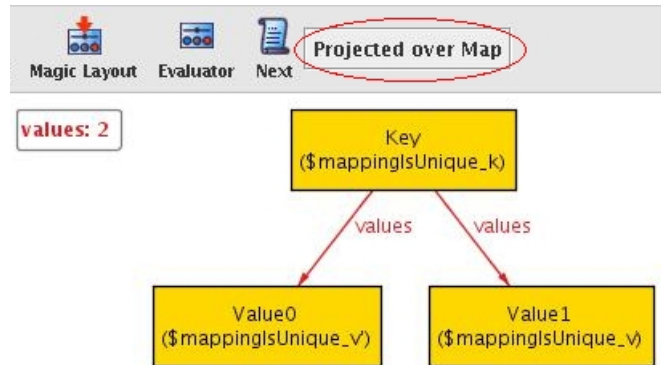 Magic Layout Evaluator Next Projected over Map
values: 2
Key
($mappingIsUnique_k)
values values
Value0 Value1
($mappingIsUnique_v') ($mappingIsUnique_v)